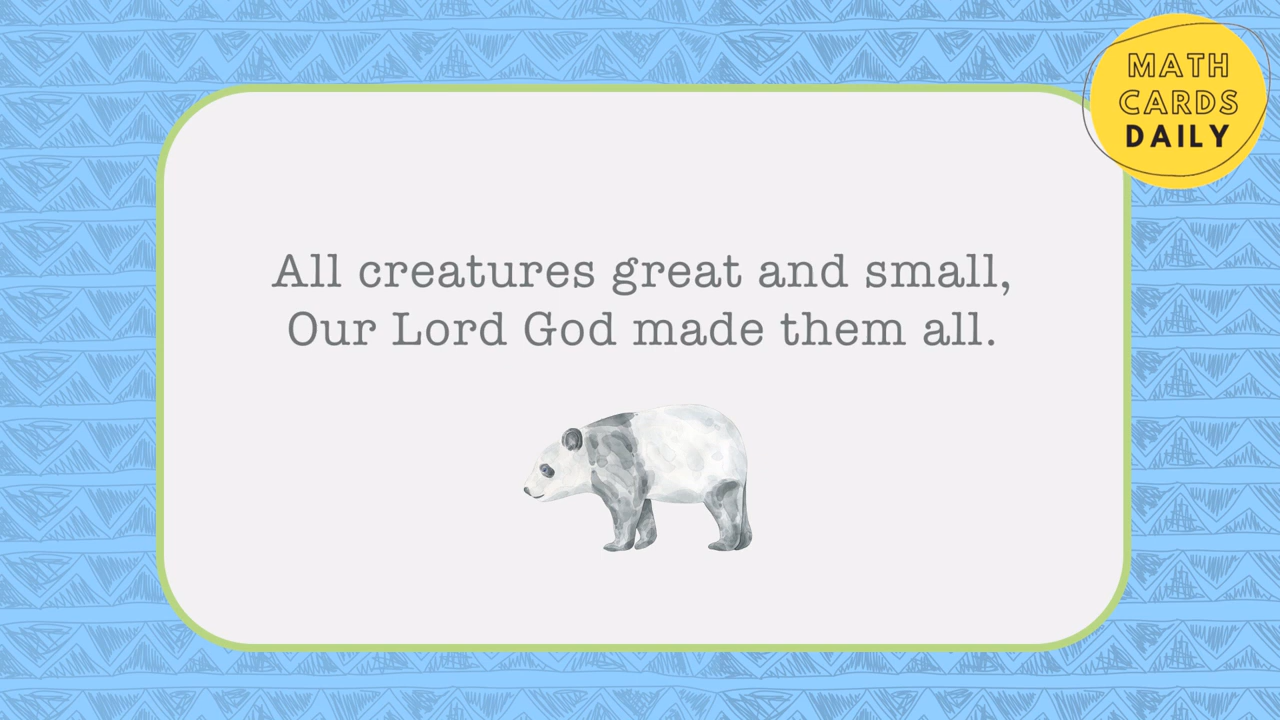 MATH
CARDS
DAILY
All creatures great and small,
Our Lord God made them all.